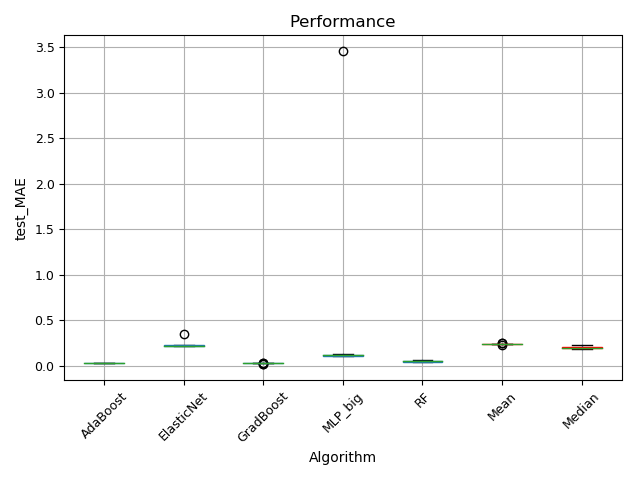 Performance
test_MAE
3.5
3.0
2.5
2.0
1.5
1.0
0.5
0.0
AdaBoost
ElasticNet
GradBoost
MLP_big
RF
Mean
Median
Algorithm